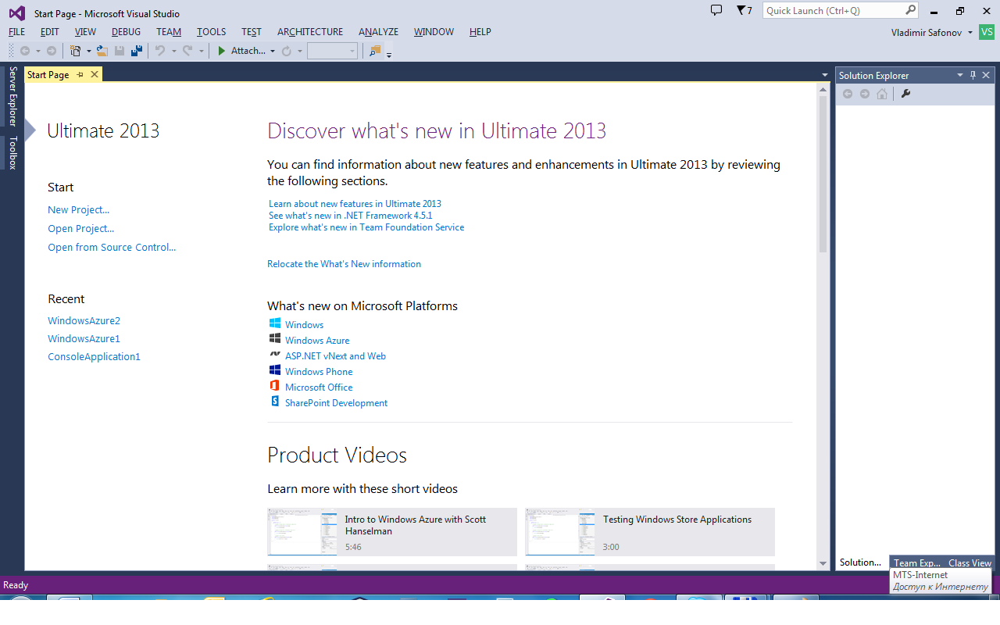 Start Page - Microsoft Visual Studio
7
Quick Launch (Ctrl+Q)
FILE EDIT VIEW DEBUG TEAM TOOLS TEST ARCHITECTURE ANALYZE WINDOW HELP
Vladimir Safonov
VS
Attach...
Server Explorer
Toolbox
Start Page
Ultimate 2013
Start
New Project...
Open Project...
Open from Source Control...
Recent
WindowsAzure2
WindowsAzure1
ConsoleApplication1
Discover what's new in Ultimate 2013
You can find information about new features and enhancements in Ultimate 2013 by reviewing
the following sections.
Learn about new features in Ultimate 2013
See what's new in .NET Framework 4.5.1
Explore what's new in Team Foundation Service
Relocate the What's New information
What's new on Microsoft Platforms
Windows
Windows Azure
ASP.NET vNext and Web
Windows Phone
Microsoft Office
SharePoint Development
Product Videos
Learn more with these short videos
Intro to Windows Azure with Scott
Hanselman
5:46
Testing Windows Store Applications
3:00
Solution Explorer
Solution... Team Exp... Class View
MTS-Internet
Доступ к Интернету
Ready